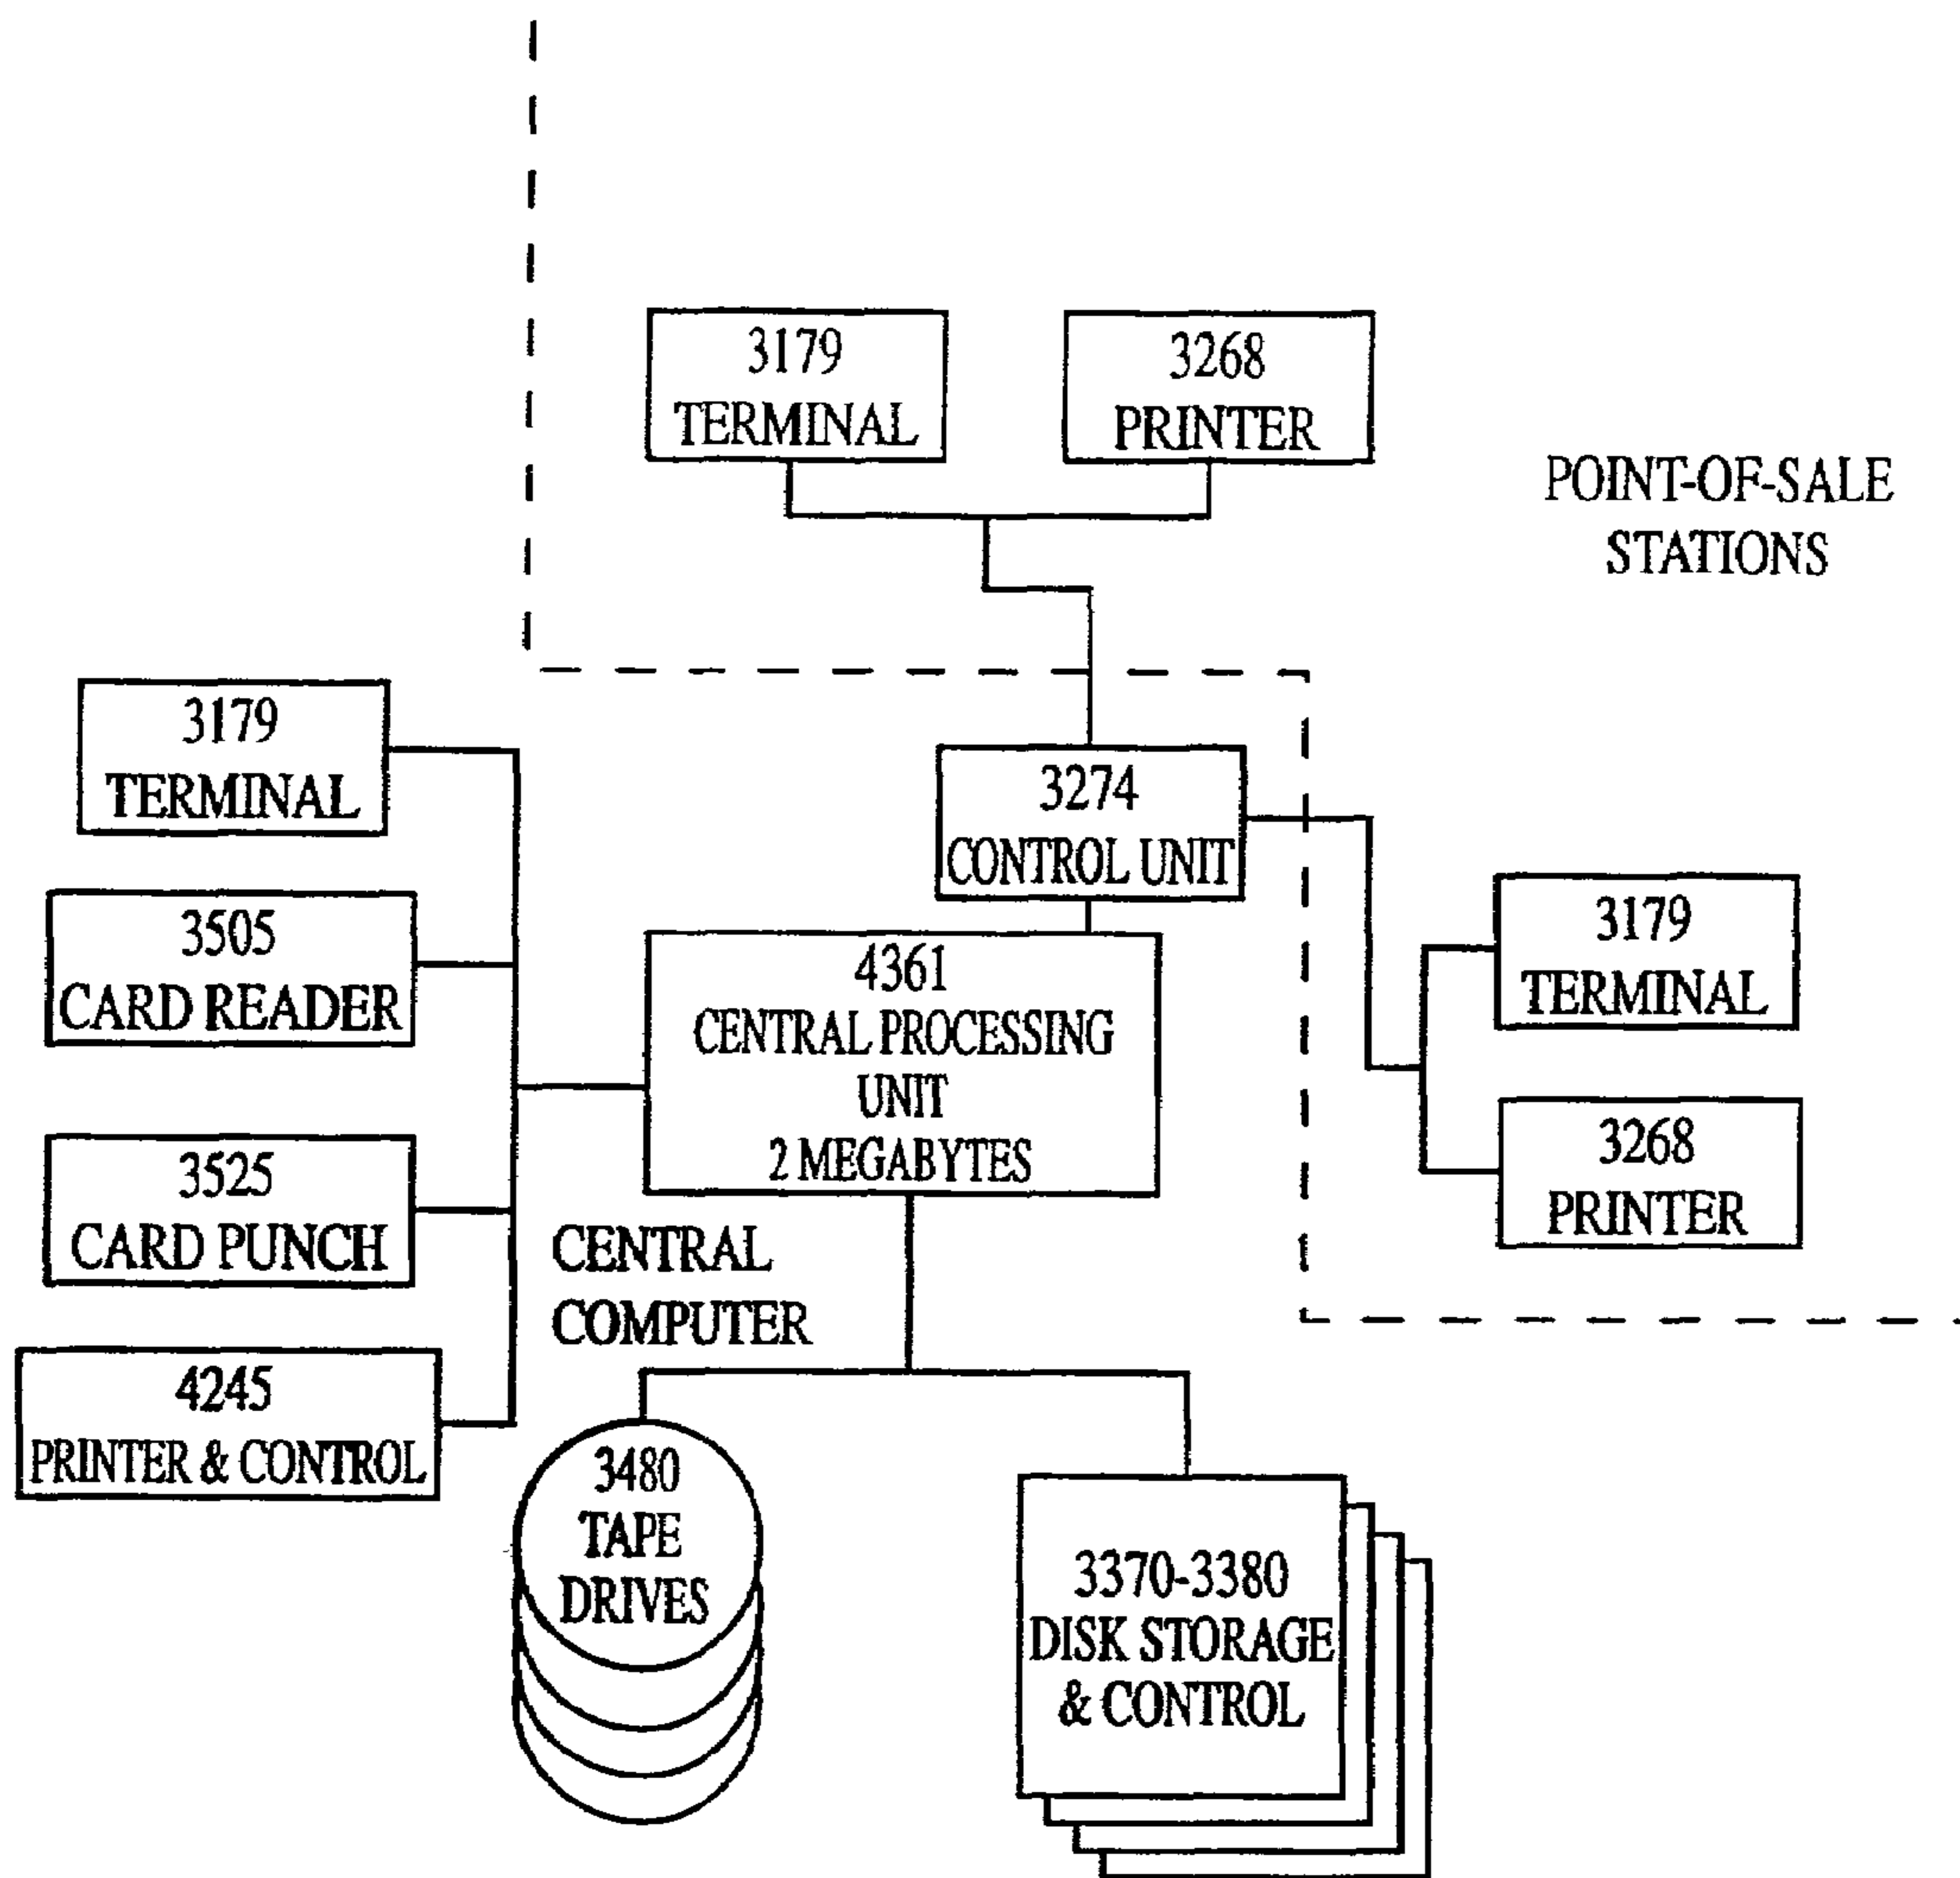 3179
TERMINAL
3268
PRINTER
POINT-OF-SALE
STATIONS
3179
TERMINAL
3274
CONTROL UNIT
3505
CARD READER
4361
CENTRAL PROCESSING
UNIT
2 MEGABYTES
3179
TERMINAL
3525
CARD PUNCH
3268
PRINTER
CENTRAL
COMPUTER
4245
PRINTER & CONTROL
3480
TAPE
DRIVES
3370-3380
DISK STORAGE
& CONTROL